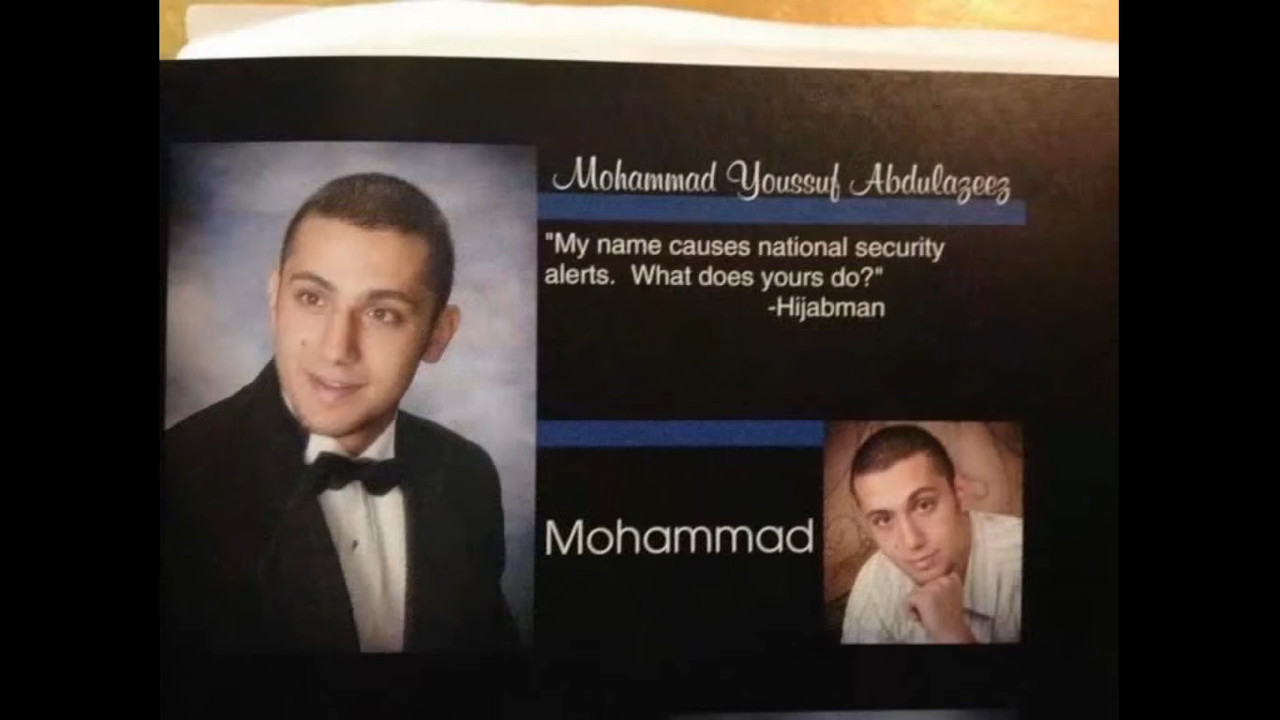 Mohammad Youssuf Abdulazeez
"My name causes national security
alerts.  What does yours do?"
-Hijabman
Mohammad